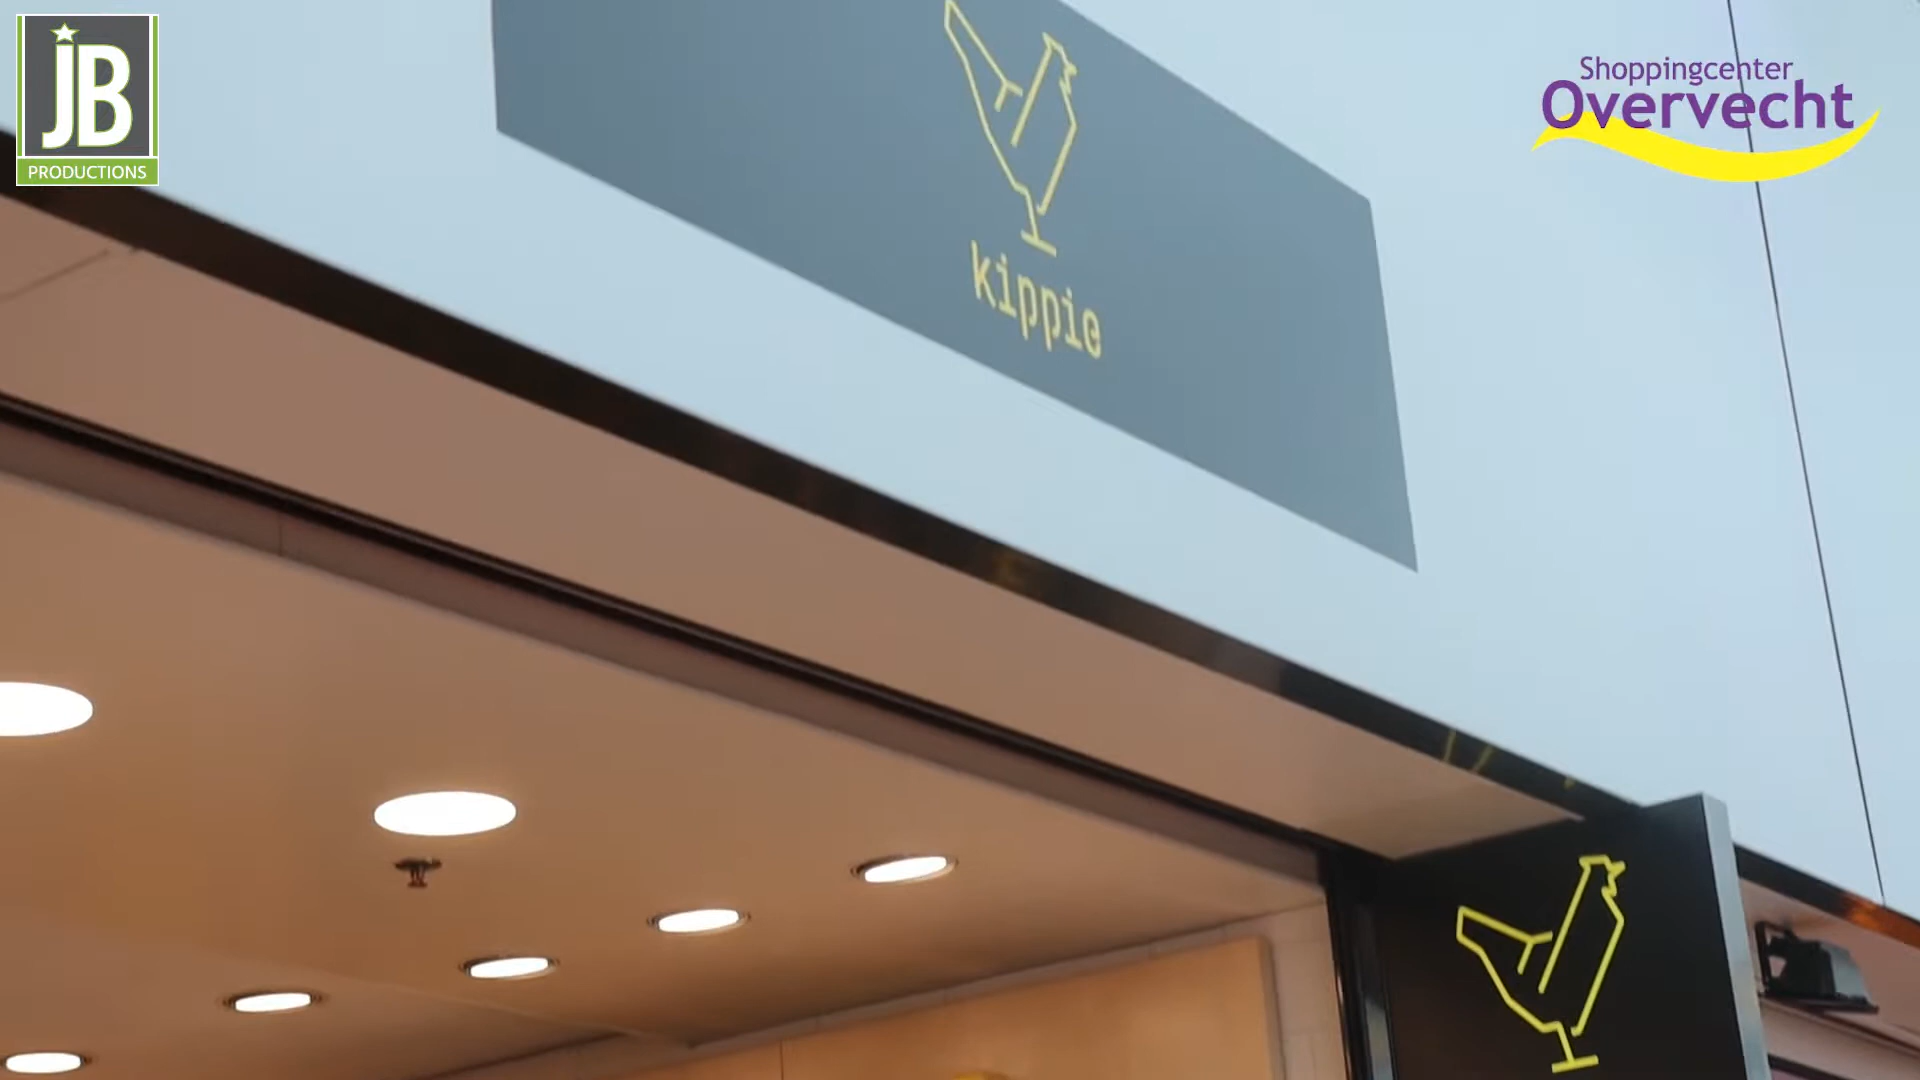 JB
PRODUCTIONS
Shoppingcenter
Overvecht
kippie